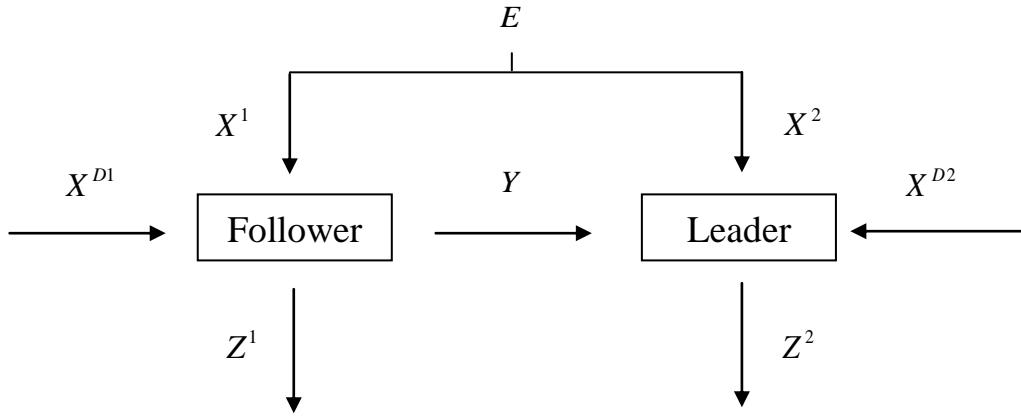 E
X^1 X^2
X^{D1} Y X^{D2}
Follower Leader
Z^1 Z^2